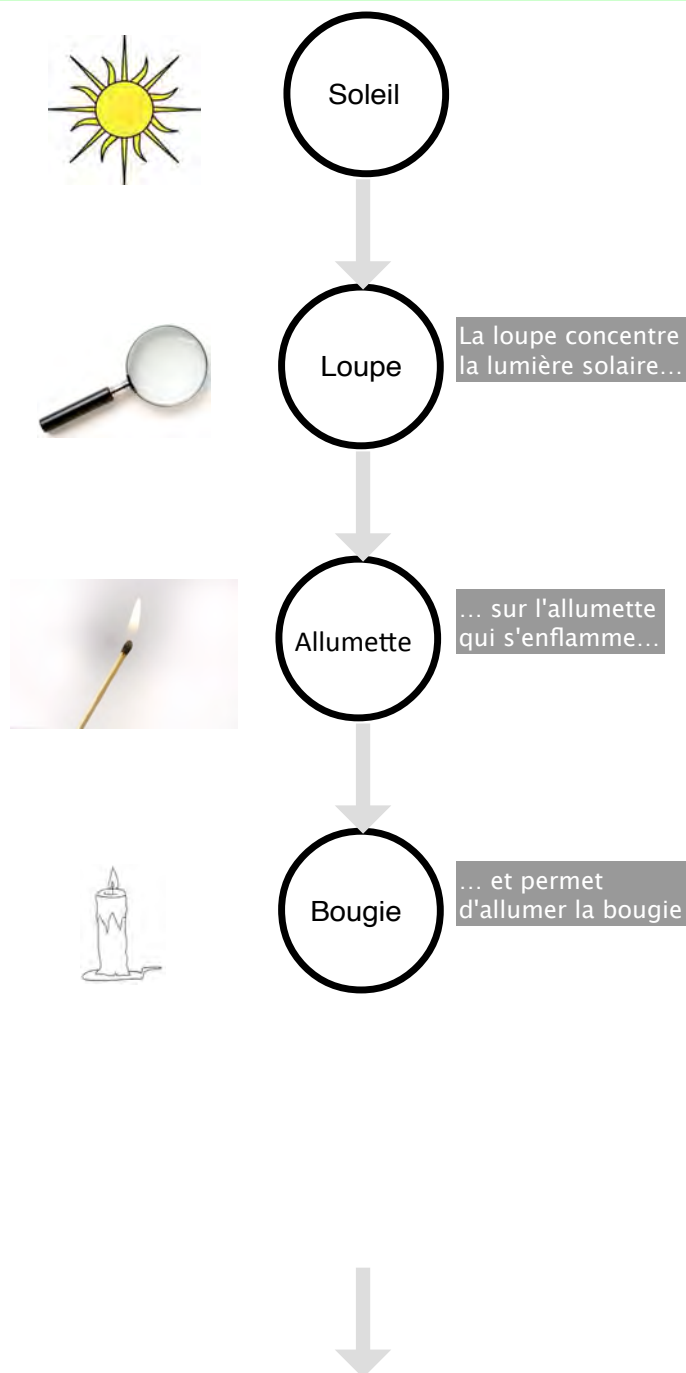 Soleil
Loupe
La loupe concentre
la lumière solaire…
Allumette
… sur l'allumette
qui s'enflamme…
Bougie
… et permet
d'allumer la bougie